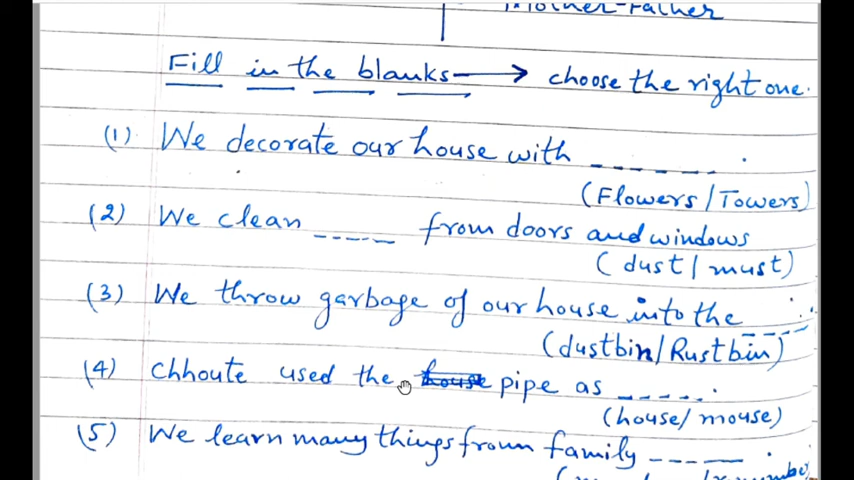 Mother-Father
Fill in the blanks → choose the right one.
(1) We decorate our house with ------ .
(Flowers/Towers)
(2) We clean ----- from doors and windows
(dust/must)
(3) We throw garbage of our house into the
------ .
(dustbin/Rustbin)
(4) chhoute used the pipe as ----- .
(house/mouse)
(5) We learn many things from family ----- .